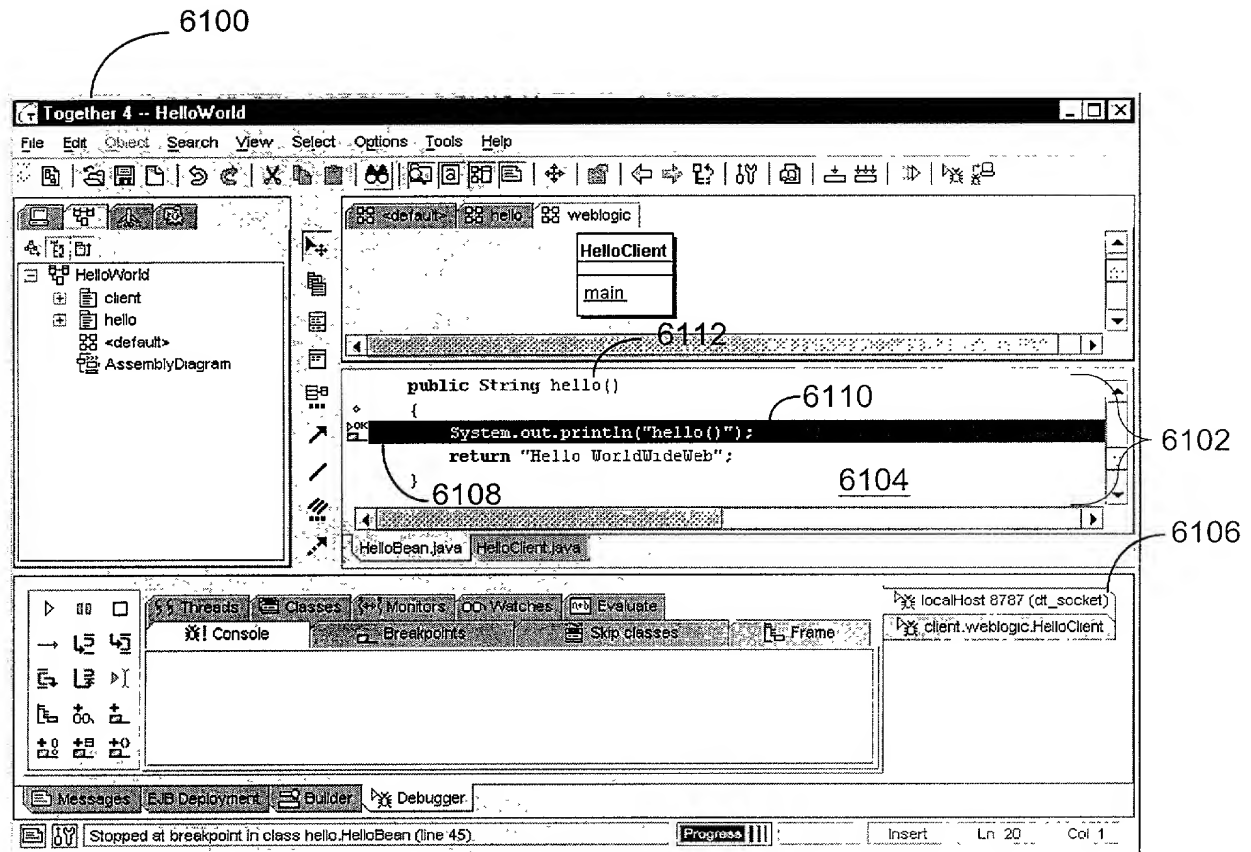 6100
Together 4 -- HelloWorld
File Edit Object Search View Select Options Tools Help
<default> hello weblogic
HelloWorld
client
hello
<default>
AssemblyDiagram
HelloClient
main
6112
public String hello()
{
6110
OK
System.out.println("hello()");
return "Hello WorldWideWeb";
}
6108
6104
6102
HelloBean.java HelloClient.java
6106
Threads Classes Monitors Watches Evaluate
Console Breakpoints Skip classes Frame
localHost 8787 (dt_socket)
client.weblogic.HelloClient
Messages EJB Deployment Builder Debugger
Stopped at breakpoint in class hello.HelloBean (line 45) Progress Insert Ln 20 Col 1